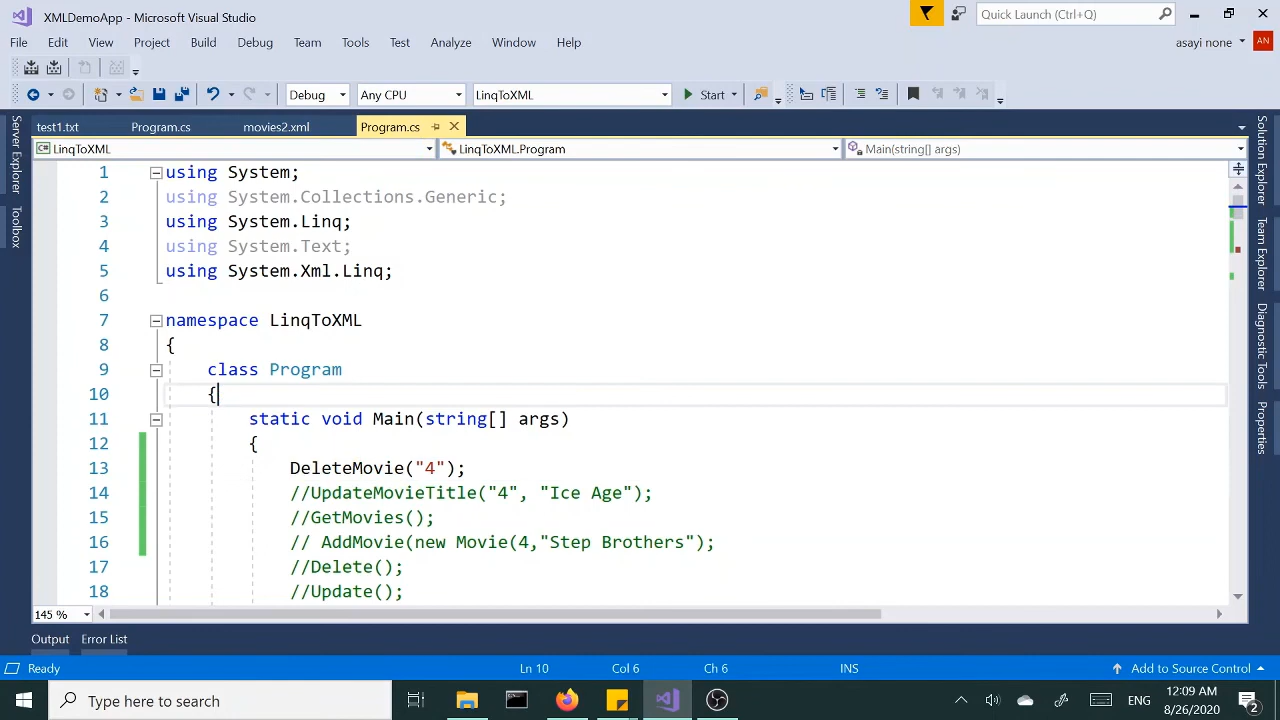 XMLDemoApp - Microsoft Visual Studio
Quick Launch (Ctrl+Q)
File Edit View Project Build Debug Team Tools Test Analyze Window Help
asayi none AN
Debug Any CPU LinqToXML Start
test1.txt Program.cs movies2.xml Program.cs
LinqToXML LinqToXML.Program Main(string[] args)
Server Explorer
Toolbox
1 using System;
2 using System.Collections.Generic;
3 using System.Linq;
4 using System.Text;
5 using System.Xml.Linq;
6
7 namespace LinqToXML
8 {
9 class Program
10 {
11 static void Main(string[] args)
12 {
13 DeleteMovie("4");
14 //UpdateMovieTitle("4", "Ice Age");
15 //GetMovies();
16 // AddMovie(new Movie(4,"Step Brothers");
17 //Delete();
18 //Update();
Solution Explorer
Team Explorer
Diagnostic Tools
Properties
145 %
Output Error List
Ready Ln 10 Col 6 Ch 6 INS Add to Source Control
Type here to search
ENG
12:09 AM
8/26/2020
2